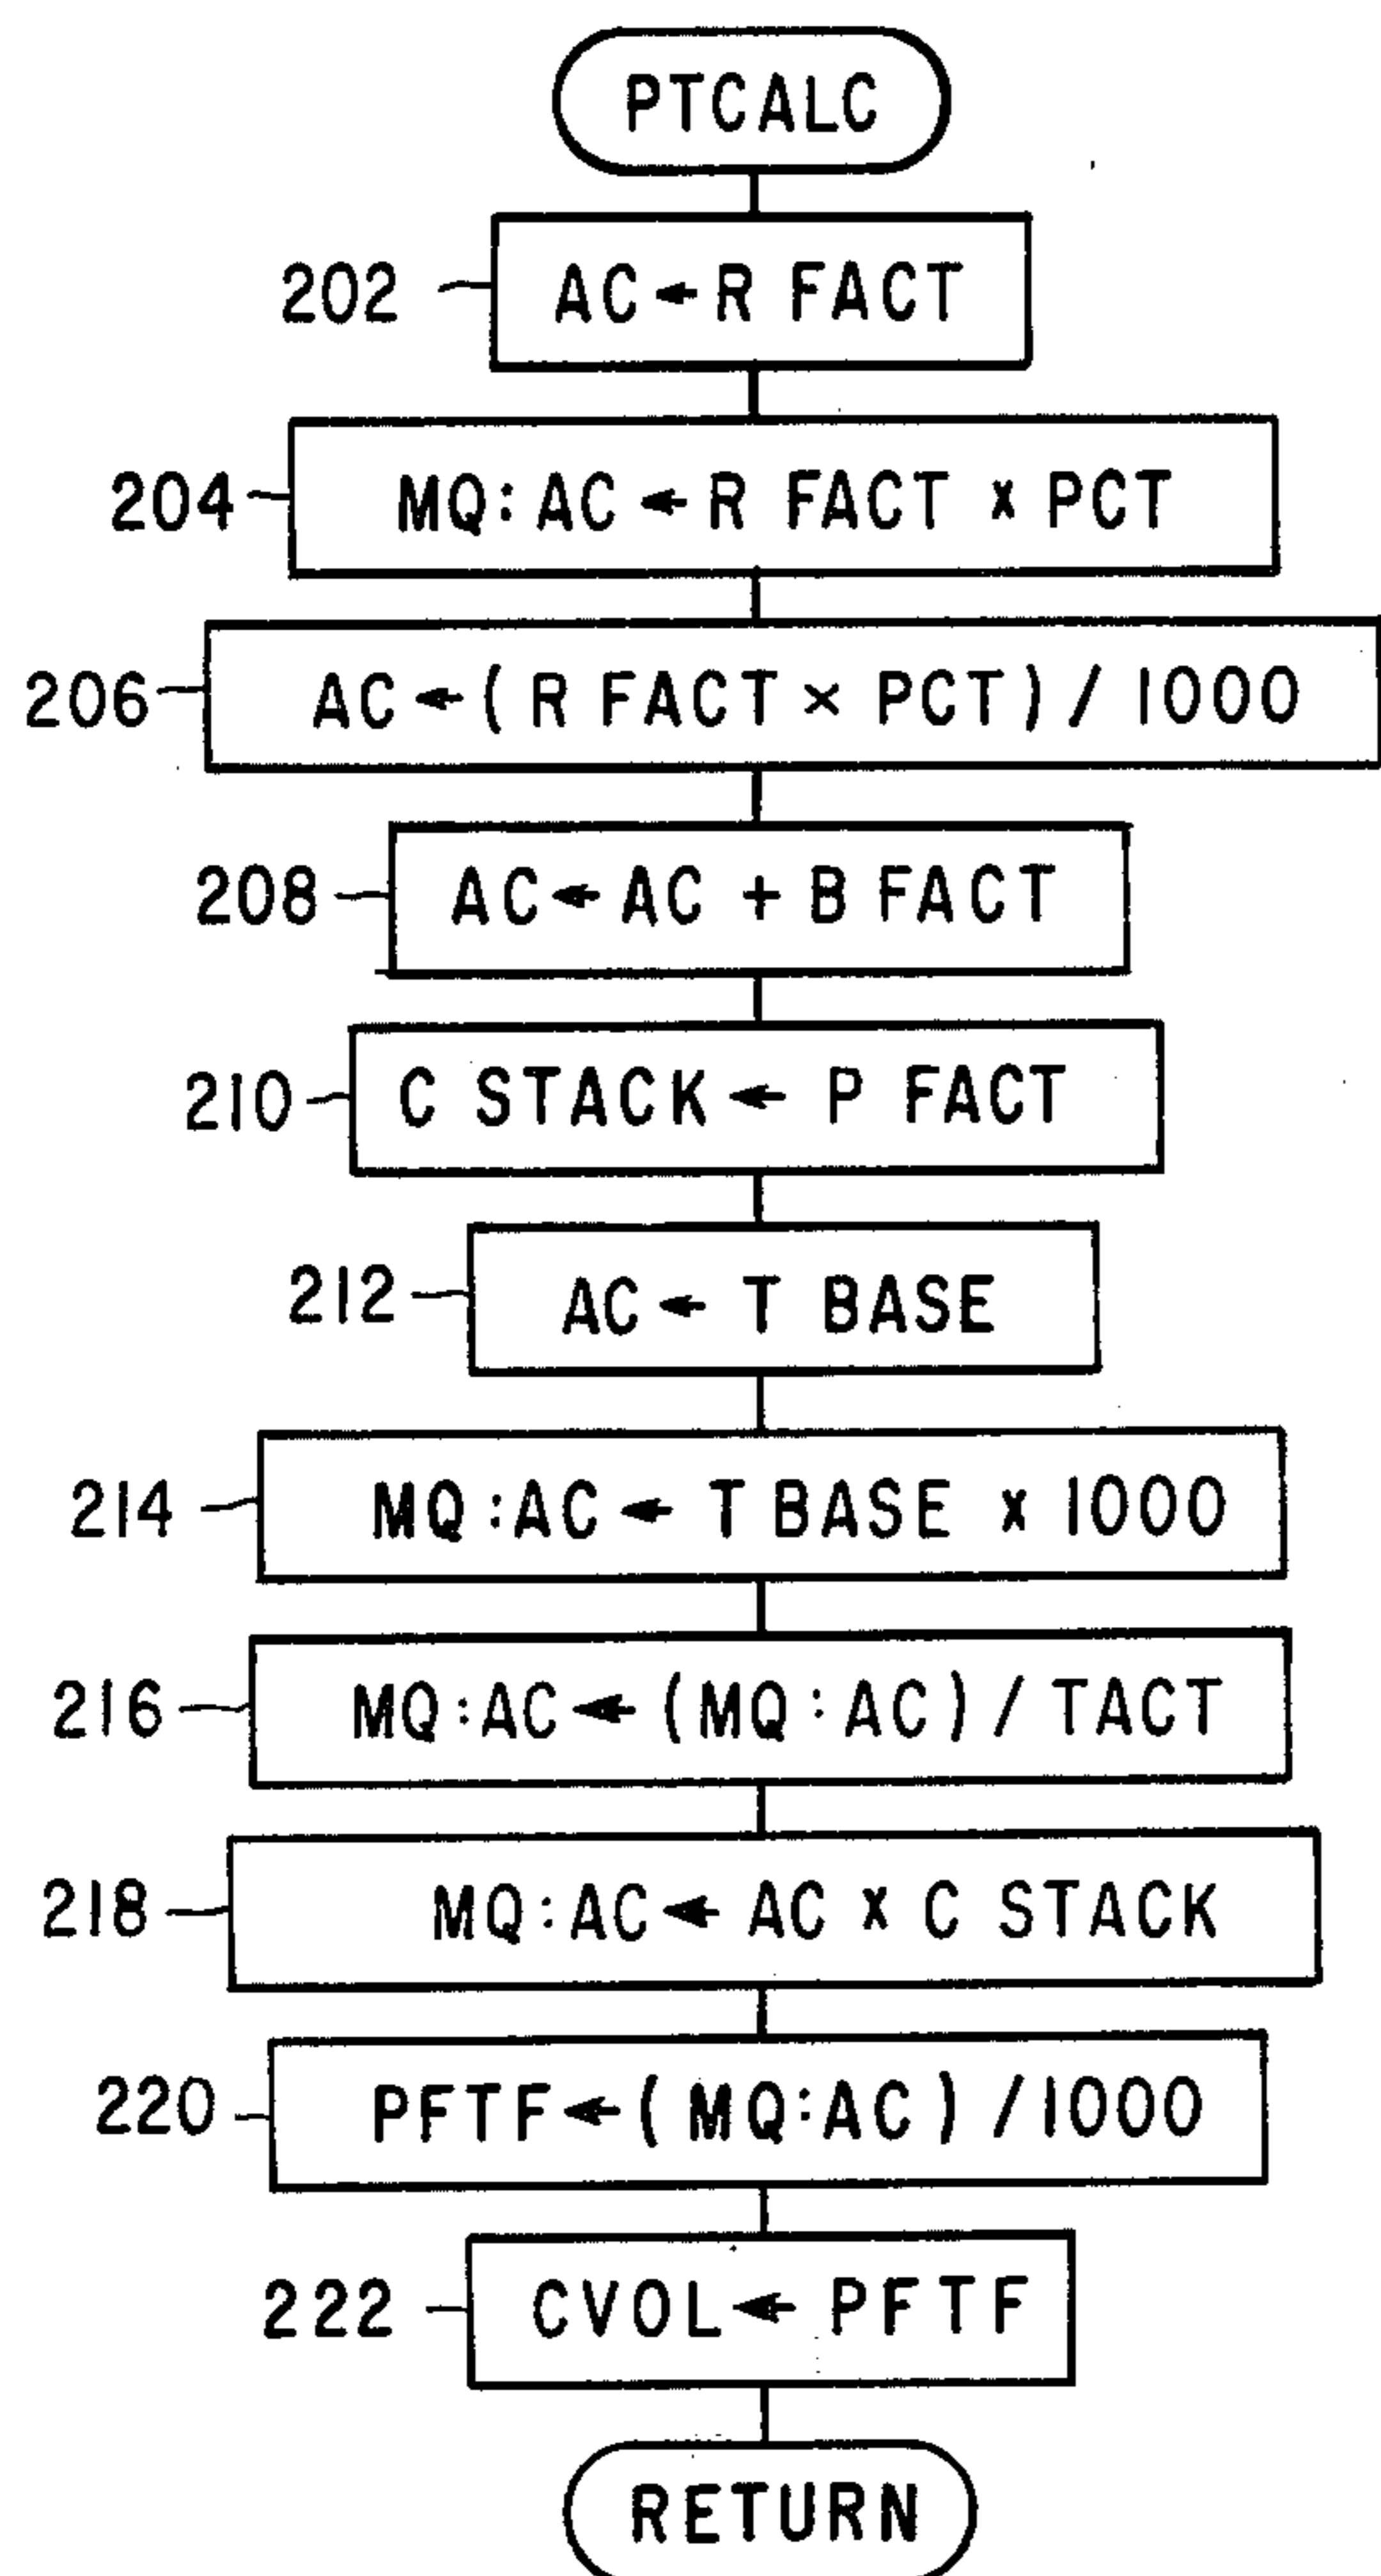 PTCALC
202 AC←R FACT
204 MQ:AC ← R FACT x PCT
206 AC←(R FACT × PCT) / 1000
208 AC←AC + B FACT
210 C STACK← P FACT
212 AC← T BASE
214 MQ:AC ← T BASE x 1000
216 MQ:AC←(MQ:AC) / TACT
218 MQ:AC← AC X C STACK
220 PFTF←(MQ:AC) /1000
222 CVOL← PFTF
RETURN